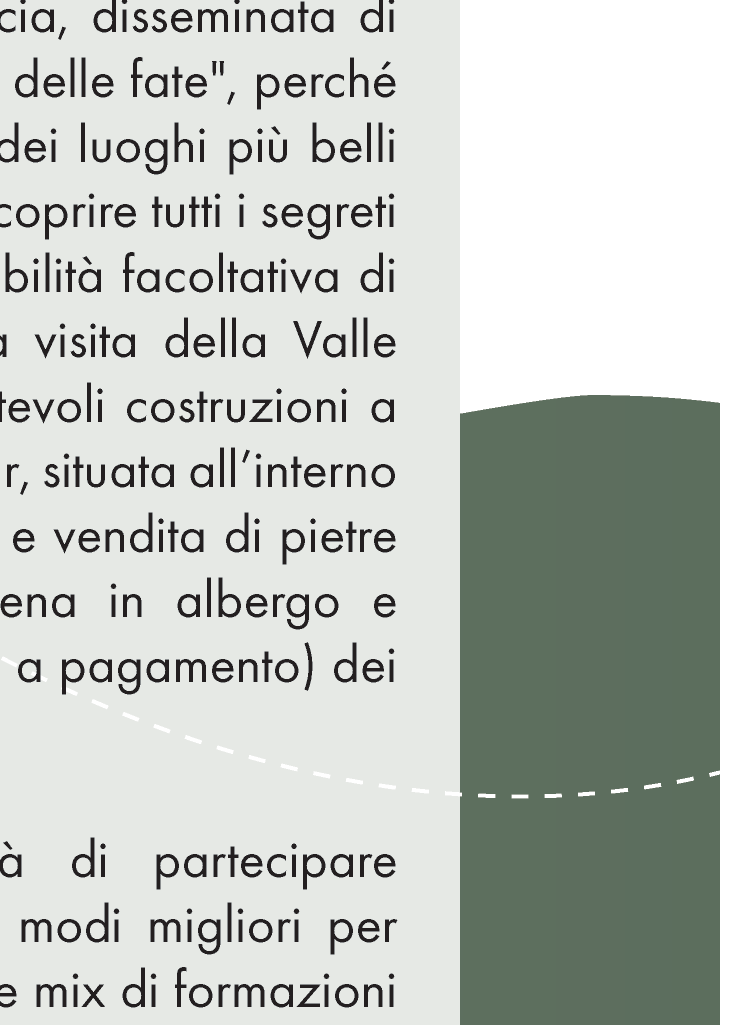 cia, disseminata di
delle fate", perché
dei luoghi più belli
coprire tutti i segreti
bilità facoltativa di
a visita della Valle
tevoli costruzioni a
r, situata all’interno
e vendita di pietre
ena in albergo e
a pagamento) dei
à di partecipare
modi migliori per
e mix di formazioni